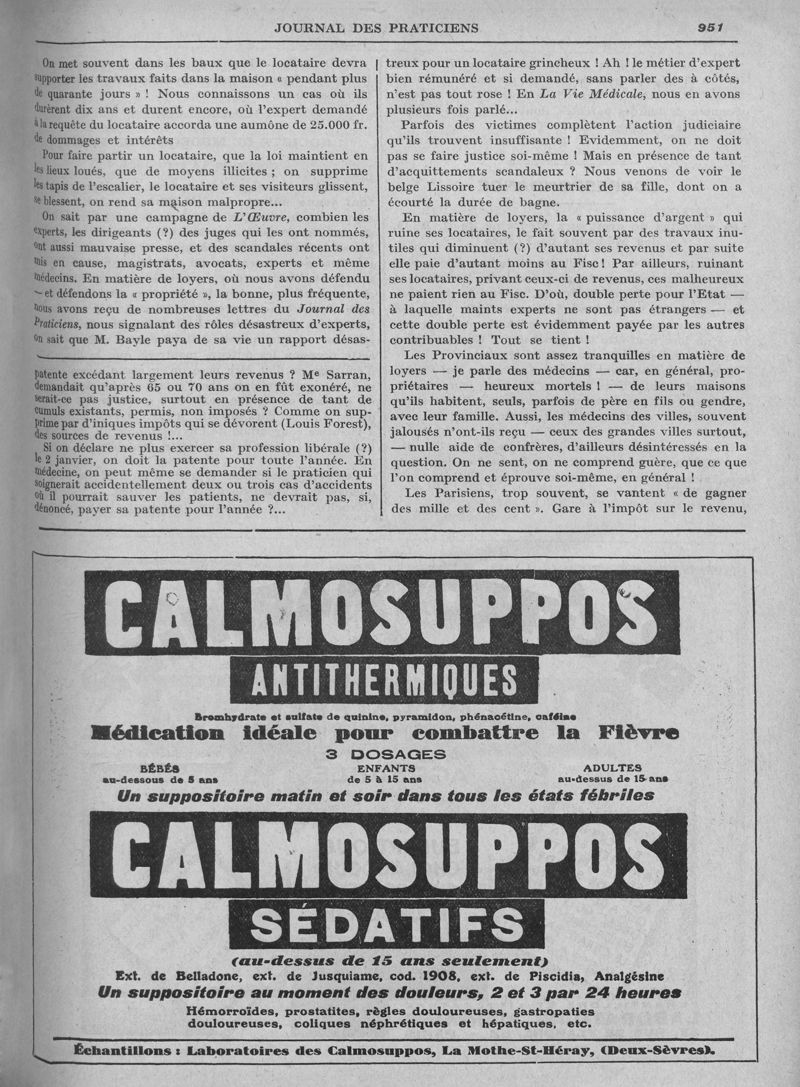 JOURNAL DES PRATICIENS 951
On met souvent dans les baux que le locataire devra
supporter les travaux faits dans la maison « pendant plus
de quarante jours » ! Nous connaissons un cas où ils
durèrent dix ans et durent encore, où l'expert demandé
à la requête du locataire accorda une aumône de 25.000 fr.
de dommages et intérêts
Pour faire partir un locataire, que la loi maintient en
les lieux loués, que de moyens illicites ; on supprime
les tapis de l'escalier, le locataire et ses visiteurs glissent,
se blessent, on rend sa maison malpropre...
On sait par une campagne de L'Œuvre, combien les
experts, les dirigeants (?) des juges qui les ont nommés,
ont aussi mauvaise presse, et des scandales récents ont
mis en cause, magistrats, avocats, experts et même
médecins. En matière de loyers, où nous avons défendu
— et défendons la « propriété », la bonne, plus fréquente,
nous avons reçu de nombreuses lettres du Journal des
Praticiens, nous signalant des rôles désastreux d'experts,
on sait que M. Bayle paya de sa vie un rapport désas-
patente excédant largement leurs revenus ? Me Sarran,
demandait qu'après 65 ou 70 ans on en fût exonéré, ne
serait-ce pas justice, surtout en présence de tant de
cumuls existants, permis, non imposés ? Comme on sup-
prime par d'iniques impôts qui se dévorent (Louis Forest),
des sources de revenus !...
Si on déclare ne plus exercer sa profession libérale (?)
le 2 janvier, on doit la patente pour toute l'année. En
médecine, on peut même se demander si le praticien qui
soignerait accidentellement deux ou trois cas d'accidents
où il pourrait sauver les patients, ne devrait pas, si,
dénoncé, payer sa patente pour l'année ?...
treux pour un locataire grincheux ! Ah ! le métier d'expert
bien rémunéré et si demandé, sans parler des à côtés,
n'est pas tout rose ! En La Vie Médicale, nous en avons
plusieurs fois parlé...
Parfois des victimes complètent l'action judiciaire
qu'ils trouvent insuffisante ! Evidemment, on ne doit
pas se faire justice soi-même ! Mais en présence de tant
d'acquittements scandaleux ? Nous venons de voir le
belge Lissoire tuer le meurtrier de sa fille, dont on a
écourté la durée de bagne.
En matière de loyers, la « puissance d'argent » qui
ruine ses locataires, le fait souvent par des travaux inu-
tiles qui diminuent (?) d'autant ses revenus et par suite
elle paie d'autant moins au Fisc ! Par ailleurs, ruinant
ses locataires, privant ceux-ci de revenus, ces malheureux
ne paient rien au Fisc. D'où, double perte pour l'Etat —
à laquelle maints experts ne sont pas étrangers — et
cette double perte est évidemment payée par les autres
contribuables ! Tout se tient !
Les Provinciaux sont assez tranquilles en matière de
loyers — je parle des médecins — car, en général, pro-
priétaires — heureux mortels ! — de leurs maisons
qu'ils habitent, seuls, parfois de père en fils ou gendre,
avec leur famille. Aussi, les médecins des villes, souvent
jalousés n'ont-ils reçu — ceux des grandes villes surtout,
— nulle aide de confrères, d'ailleurs désintéressés en la
question. On ne sent, on ne comprend guère, que ce que
l'on comprend et éprouve soi-même, en général !
Les Parisiens, trop souvent, se vantent « de gagner
des mille et des cent ». Gare à l'impôt sur le revenu,
CALMOSUPPOS
ANTITHERMIQUES
Bromhydrate et sulfate de quinine, pyramidon, phénacétine, caféine
Médication idéale pour combattre la Fièvre
3 DOSAGES
BÉBÉS ENFANTS ADULTES
au-dessous de 5 ans de 5 à 15 ans au-dessus de 15 ans
Un suppositoire matin et soir dans tous les états fébriles
CALMOSUPPOS
SÉDATIFS
(au-dessus de 15 ans seulement)
Ext. de Belladone, ext. de Jusquiame, cod. 1908, ext. de Piscidia, Analgésine
Un suppositoire au moment des douleurs, 2 et 3 par 24 heures
Hémorroïdes, prostatites, règles douloureuses, gastropaties
douloureuses, coliques néphrétiques et hépatiques, etc.
Échantillons : Laboratoires des Calmosuppos, La Mothe-St-Héray, (Deux-Sèvres).